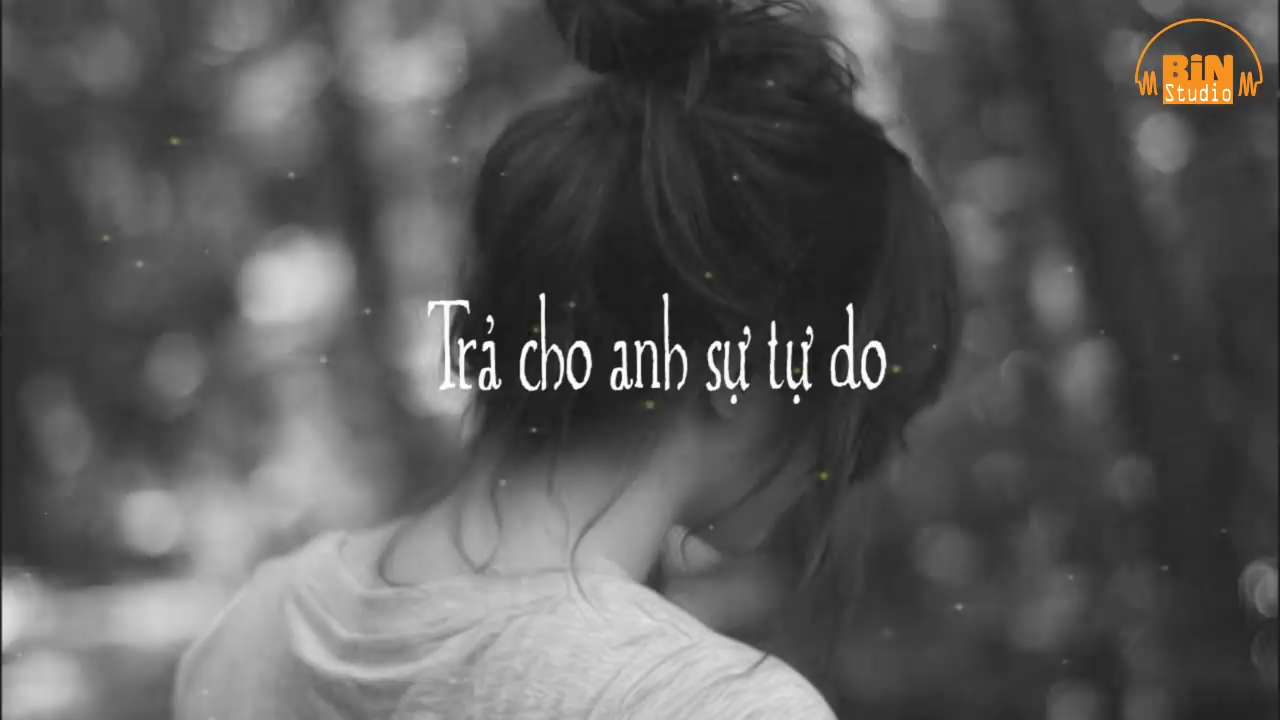 BiN
Studio
Trả cho anh sự tự do